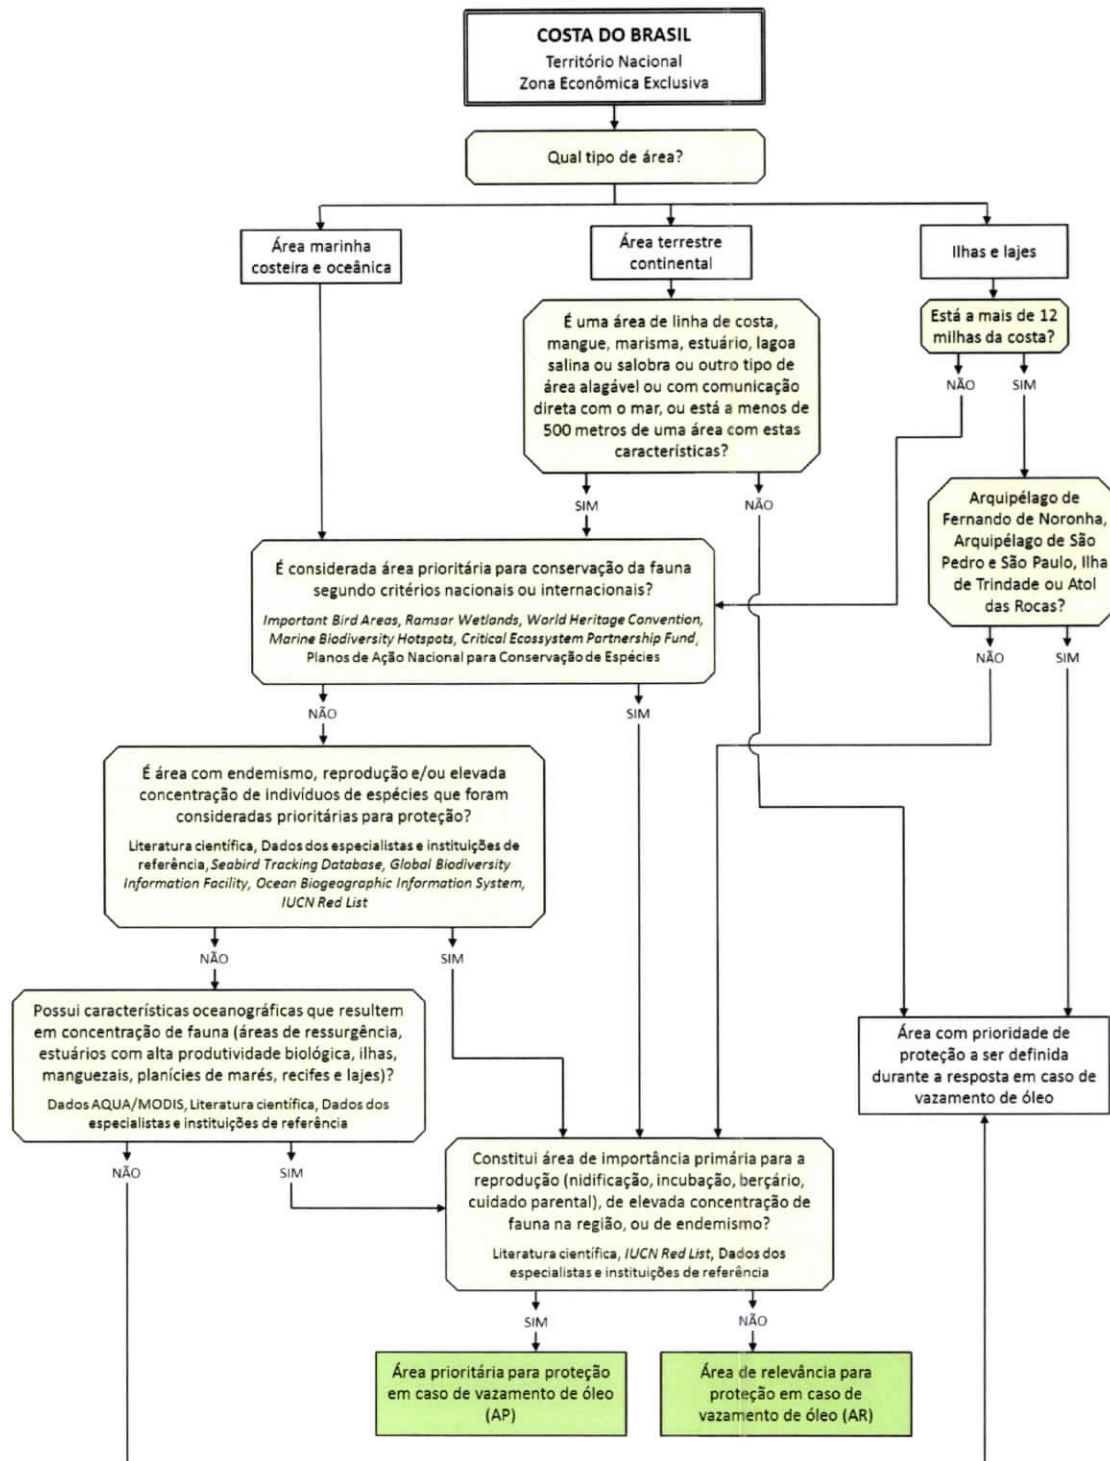 COSTA DO BRASIL
Território Nacional
Zona Econômica Exclusiva
Qual tipo de área?
Área marinha
costeira e oceânica
Área terrestre
continental
Ilhas e lajes
É uma área de linha de costa,
mangue, marisma, estuário, lagoa
salina ou salobra ou outro tipo de
área alagável ou com comunicação
direta com o mar, ou está a menos de
500 metros de uma área com estas
características?
Está a mais de 12
milhas da costa?
NÃO
SIM
SIM
NÃO
Arquipélago de
Fernando de Noronha,
Arquipélago de São
Pedro e São Paulo, Ilha
de Trindade ou Atol
das Rocas?
É considerada área prioritária para conservação da fauna
segundo critérios nacionais ou internacionais?
Important Bird Areas, Ramsar Wetlands, World Heritage Convention,
Marine Biodiversity Hotspots, Critical Ecossystem Partnership Fund,
Planos de Ação Nacional para Conservação de Espécies
NÃO
SIM
NÃO
SIM
É área com endemismo, reprodução e/ou elevada
concentração de indivíduos de espécies que foram
consideradas prioritárias para proteção?
Literatura científica, Dados dos especialistas e instituições de
referência, Seabird Tracking Database, Global Biodiversity
Information Facility, Ocean Biogeographic Information System,
IUCN Red List
NÃO
SIM
Possui características oceanográficas que resultem
em concentração de fauna (áreas de ressurgência,
estuários com alta produtividade biológica, ilhas,
manguezais, planícies de marés, recifes e lajes)?
Dados AQUA/MODIS, Literatura científica, Dados dos
especialistas e instituições de referência
Área com prioridade de
proteção a ser definida
durante a resposta em caso de
vazamento de óleo
NÃO
SIM
Constitui área de importância primária para a
reprodução (nidificação, incubação, berçário,
cuidado parental), de elevada concentração de
fauna na região, ou de endemismo?
Literatura científica, IUCN Red List, Dados dos
especialistas e instituições de referência
SIM
NÃO
Área prioritária para proteção
em caso de vazamento de óleo
(AP)
Área de relevância para
proteção em caso de
vazamento de óleo (AR)